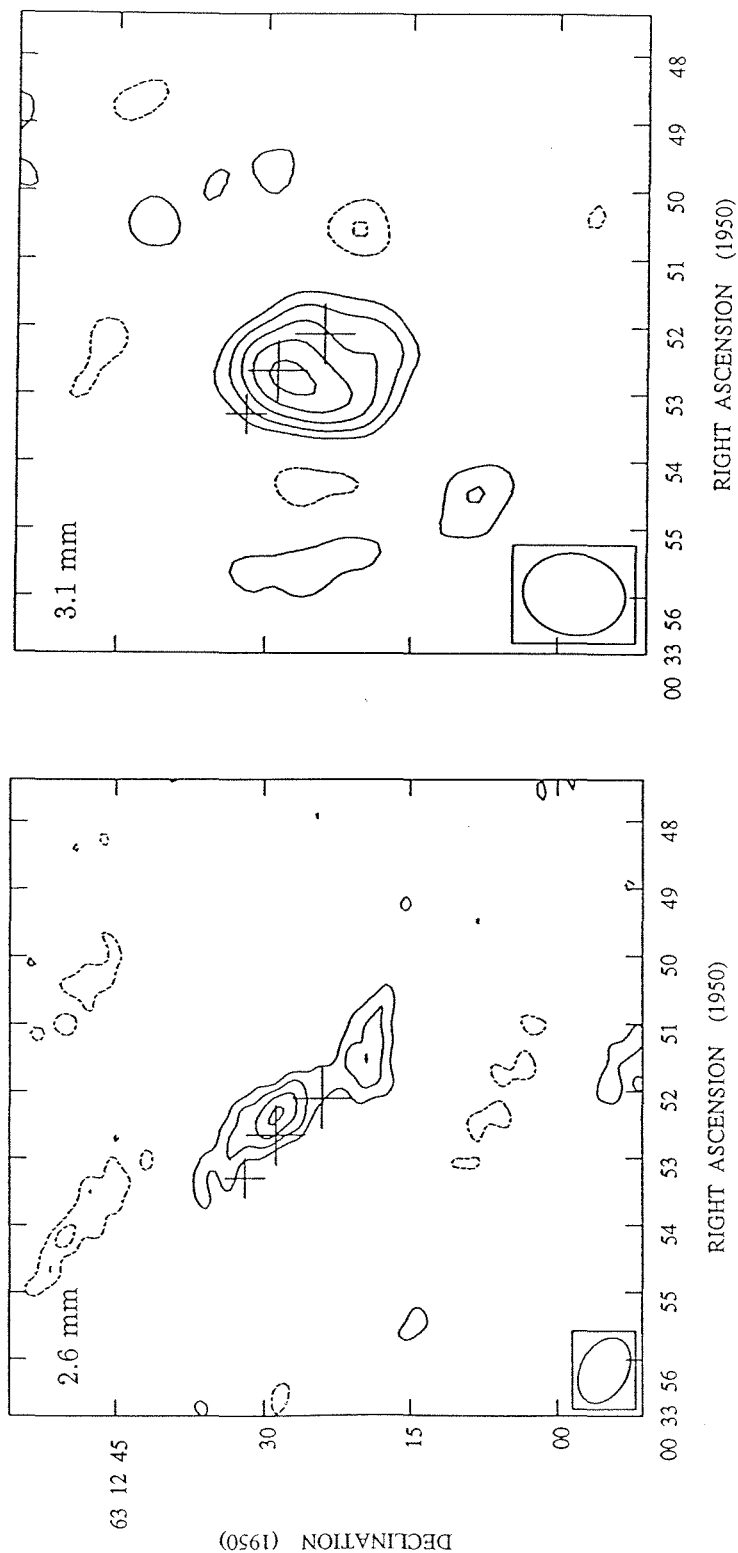 3.1 mm
48
49
50
51
52
53
54
55
00 33 56
RIGHT ASCENSION (1950)
2.6 mm
63 12 45
30
15
00
DECLINATION (1950)
48
49
50
51
52
53
54
55
00 33 56
RIGHT ASCENSION (1950)